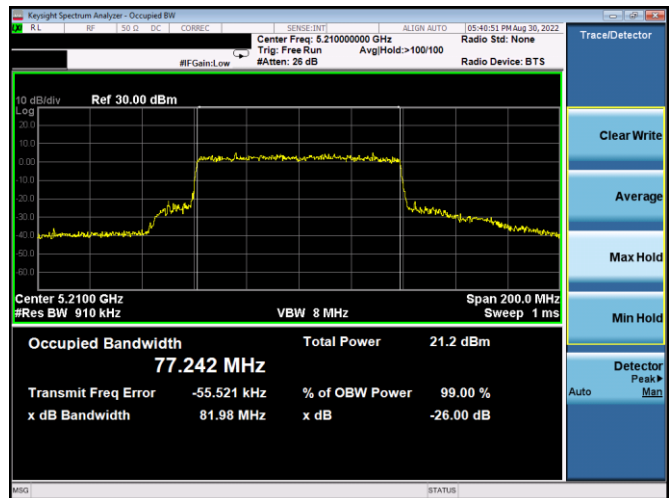 Keysight Spectrum Analyzer - Occupied BW
RL RF 50 Ω DC CORREC SENSE:INT ALIGN AUTO 05:40:51 PM Aug 30, 2022
Center Freq: 5.210000000 GHz Radio Std: None
Trig: Free Run Avg|Hold:>100/100
#IFGain:Low #Atten: 26 dB Radio Device: BTS
Trace/Detector
10 dB/div Ref 30.00 dBm
Log
20.0
10.0
0.00
-10.0
-20.0
-30.0
-40.0
-50.0
-60.0
Center 5.2100 GHz Span 200.0 MHz
#Res BW 910 kHz VBW 8 MHz Sweep 1 ms
Occupied Bandwidth Total Power 21.2 dBm
77.242 MHz
Transmit Freq Error -55.521 kHz % of OBW Power 99.00 %
x dB Bandwidth 81.98 MHz x dB -26.00 dB
Clear Write
Average
Max Hold
Min Hold
Detector
Peak▶
Auto Man
MSG STATUS